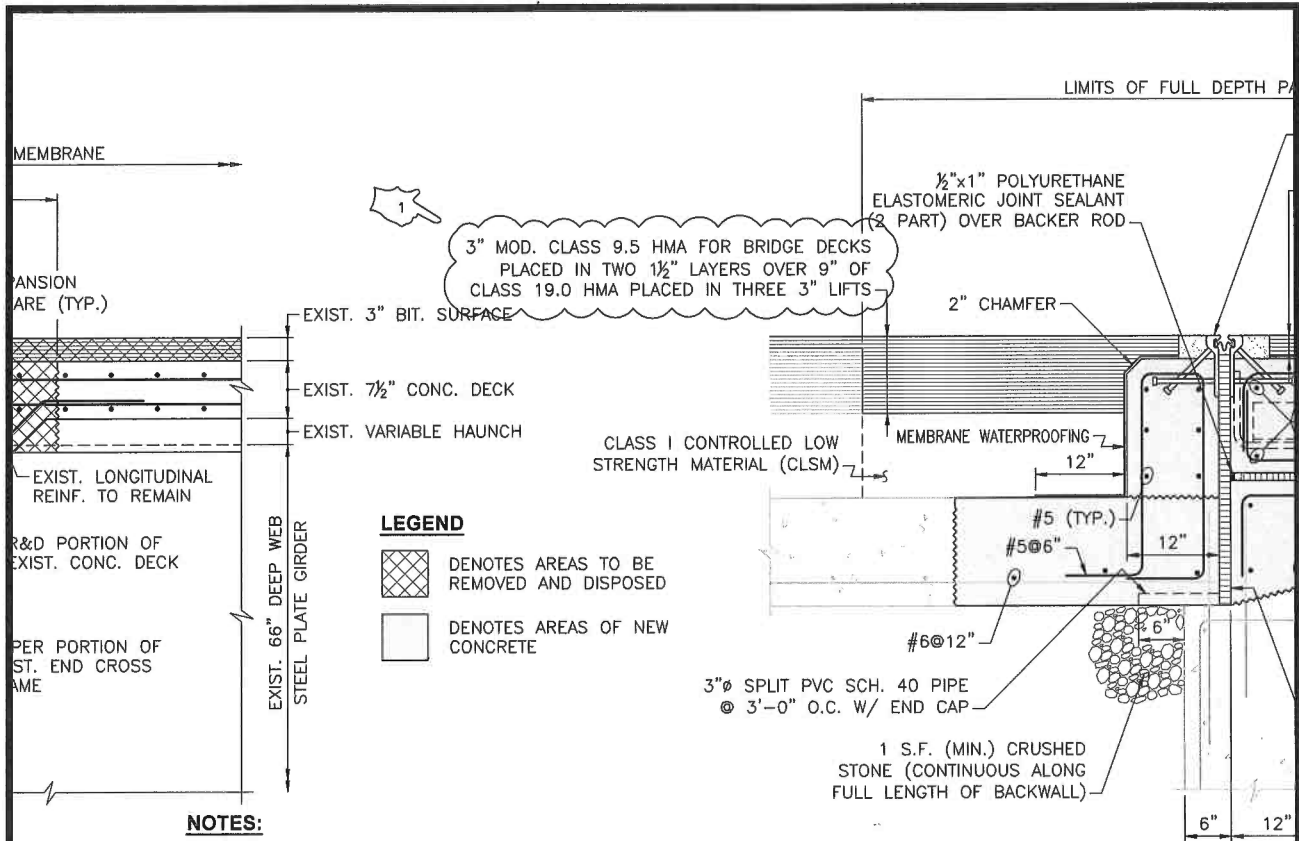 MEMBRANE
PANSION
ARE (TYP.)
EXIST. 3" BIT. SURFACE
EXIST. 7½" CONC. DECK
EXIST. VARIABLE HAUNCH
EXIST. LONGITUDINAL
REINF. TO REMAIN
R&D PORTION OF
EXIST. CONC. DECK
PER PORTION OF
ST. END CROSS
AME
EXIST. 66" DEEP WEB
STEEL PLATE GIRDER
NOTES:
LEGEND
DENOTES AREAS TO BE
REMOVED AND DISPOSED
DENOTES AREAS OF NEW
CONCRETE
1
3" MOD. CLASS 9.5 HMA FOR BRIDGE DECKS
PLACED IN TWO 1½" LAYERS OVER 9" OF
CLASS 19.0 HMA PLACED IN THREE 3" LIFTS
LIMITS OF FULL DEPTH PA
½"x1" POLYURETHANE
ELASTOMERIC JOINT SEALANT
(2 PART) OVER BACKER ROD
2" CHAMFER
CLASS I CONTROLLED LOW
STRENGTH MATERIAL (CLSM)
MEMBRANE WATERPROOFING
12"
#5 (TYP.)
#5@6"
12"
#6@12"
6"
3"ø SPLIT PVC SCH. 40 PIPE
@ 3'-0" O.C. W/ END CAP
1 S.F. (MIN.) CRUSHED
STONE (CONTINUOUS ALONG
FULL LENGTH OF BACKWALL)
6"
12"